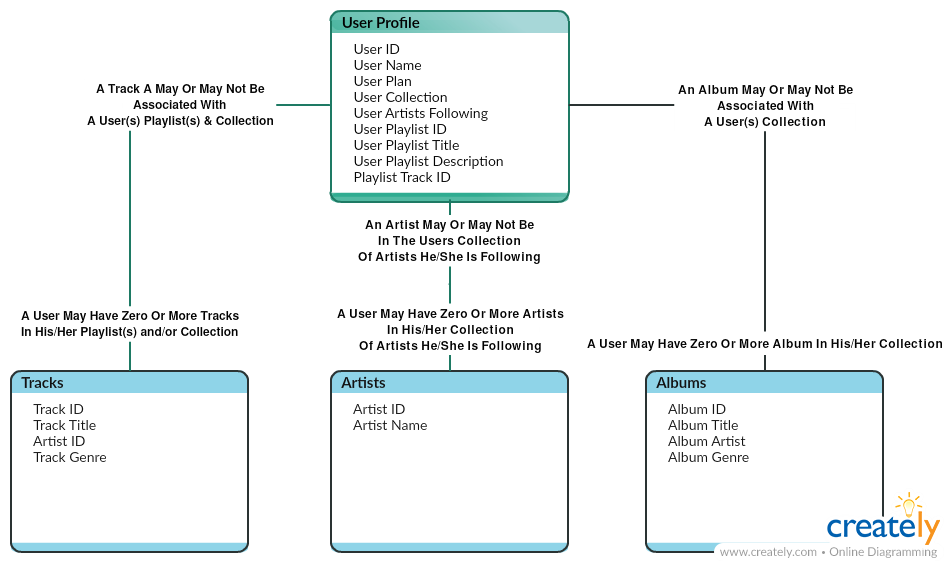 User Profile
User ID
User Name
User Plan
User Collection
User Artists Following
User Playlist ID
User Playlist Title
User Playlist Description
Playlist Track ID
A Track A May Or May Not Be
Associated With
A User(s) Playlist(s) & Collection
An Album May Or May Not Be
Associated With
A User(s) Collection
An Artist May Or May Not Be
In The Users Collection
Of Artists He/She Is Following
A User May Have Zero Or More Tracks
In His/Her Playlist(s) and/or Collection
A User May Have Zero Or More Artists
In His/Her Collection
Of Artists He/She Is Following
A User May Have Zero Or More Album In His/Her Collection
Tracks
Track ID
Track Title
Artist ID
Track Genre
Artists
Artist ID
Artist Name
Albums
Album ID
Album Title
Album Artist
Album Genre
creately
www.creately.com • Online Diagramming